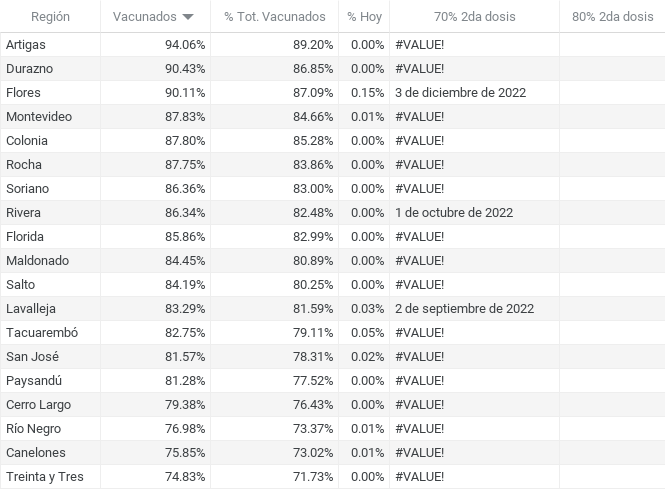 Región Vacunados % Tot. Vacunados % Hoy 70% 2da dosis 80% 2da dosis
Artigas 94.06% 89.20% 0.00% #VALUE!
Durazno 90.43% 86.85% 0.00% #VALUE!
Flores 90.11% 87.09% 0.15% 3 de diciembre de 2022
Montevideo 87.83% 84.66% 0.01% #VALUE!
Colonia 87.80% 85.28% 0.00% #VALUE!
Rocha 87.75% 83.86% 0.00% #VALUE!
Soriano 86.36% 83.00% 0.00% #VALUE!
Rivera 86.34% 82.48% 0.00% 1 de octubre de 2022
Florida 85.86% 82.99% 0.00% #VALUE!
Maldonado 84.45% 80.89% 0.00% #VALUE!
Salto 84.19% 80.25% 0.00% #VALUE!
Lavalleja 83.29% 81.59% 0.03% 2 de septiembre de 2022
Tacuarembó 82.75% 79.11% 0.05% #VALUE!
San José 81.57% 78.31% 0.02% #VALUE!
Paysandú 81.28% 77.52% 0.00% #VALUE!
Cerro Largo 79.38% 76.43% 0.00% #VALUE!
Río Negro 76.98% 73.37% 0.01% #VALUE!
Canelones 75.85% 73.02% 0.01% #VALUE!
Treinta y Tres 74.83% 71.73% 0.00% #VALUE!